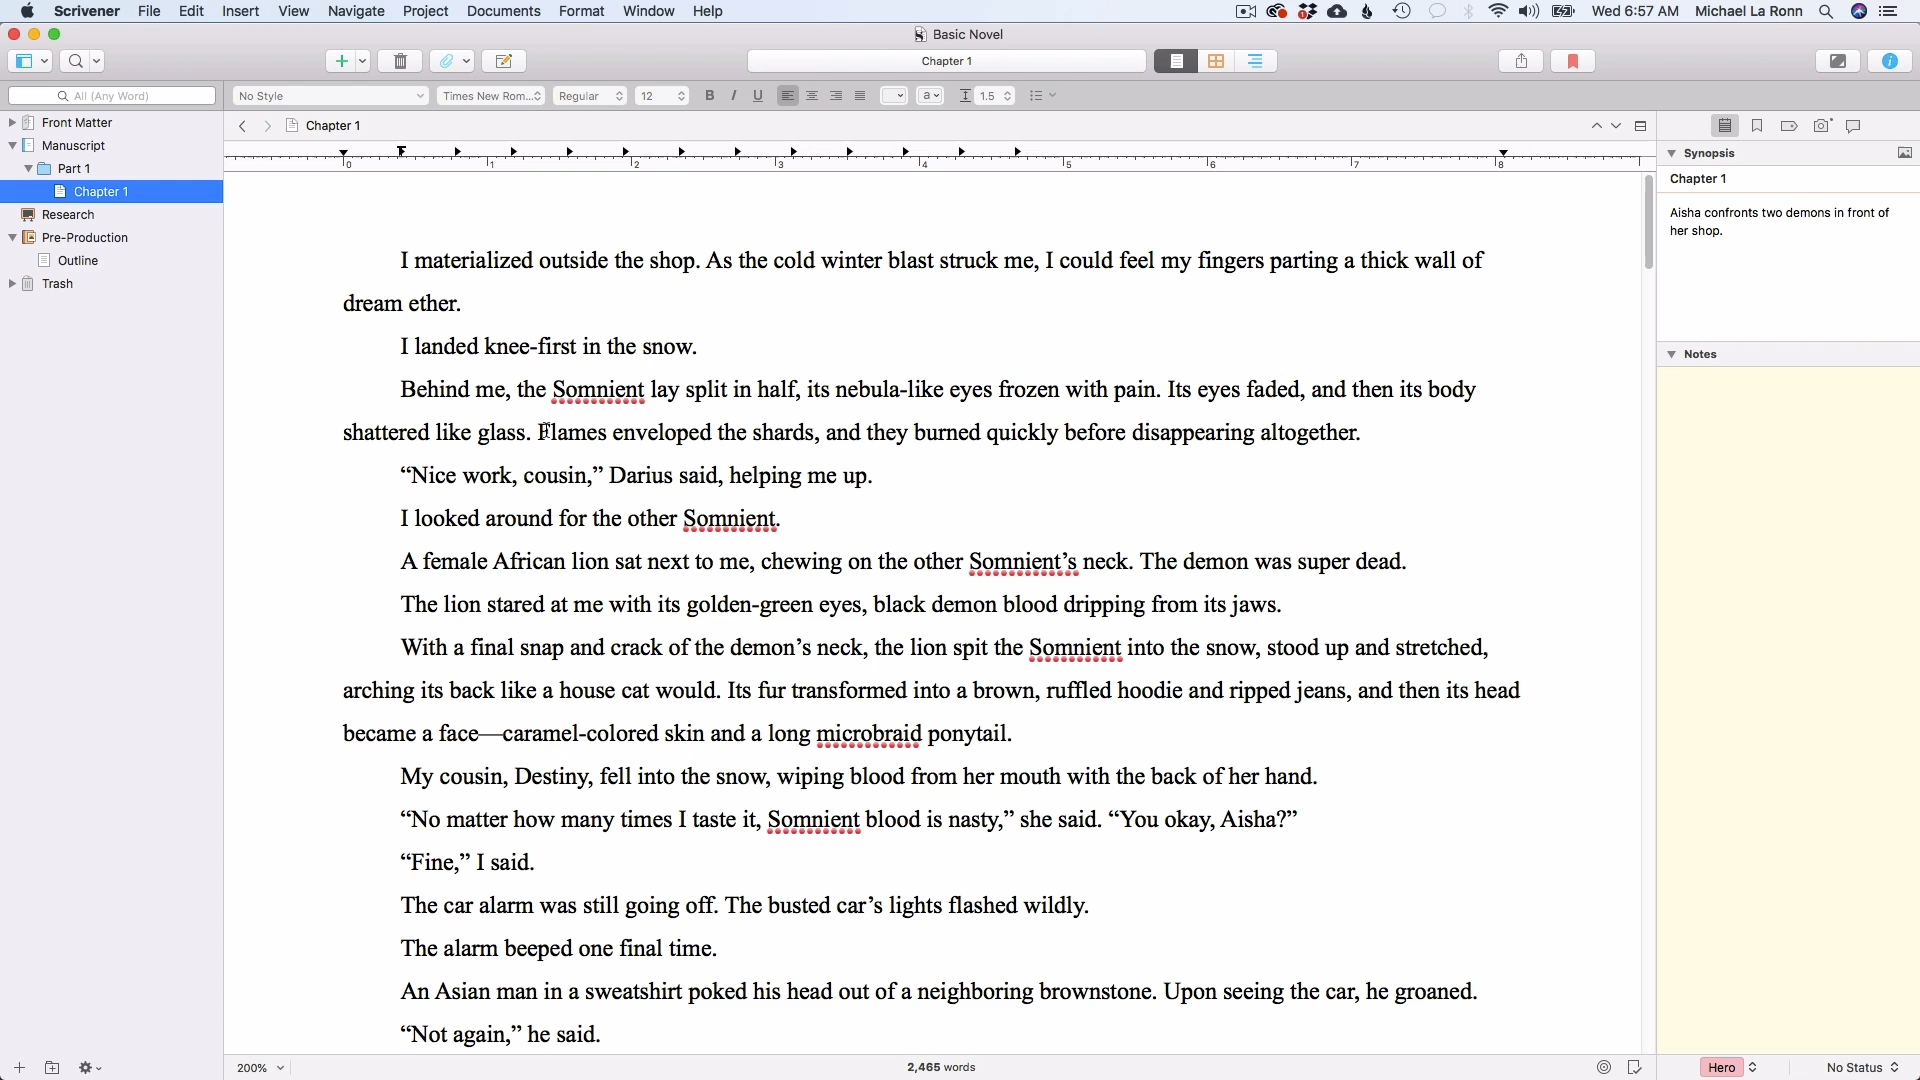 Scrivener File Edit Insert View Navigate Project Documents Format Window Help
Wed 6:57 AM Michael La Ronn
Basic Novel
Chapter 1
All (Any Word)
No Style
Times New Rom...
Regular
12
B I U
a
1.5
Front Matter
Manuscript
Part 1
Chapter 1
Research
Pre-Production
Outline
Trash
Chapter 1
0 1 2 3 4 5 6 7 8
I materialized outside the shop. As the cold winter blast struck me, I could feel my fingers parting a thick wall of
dream ether.
I landed knee-first in the snow.
Behind me, the Somnient lay split in half, its nebula-like eyes frozen with pain. Its eyes faded, and then its body
shattered like glass. Flames enveloped the shards, and they burned quickly before disappearing altogether.
“Nice work, cousin,” Darius said, helping me up.
I looked around for the other Somnient.
A female African lion sat next to me, chewing on the other Somnient’s neck. The demon was super dead.
The lion stared at me with its golden-green eyes, black demon blood dripping from its jaws.
With a final snap and crack of the demon’s neck, the lion spit the Somnient into the snow, stood up and stretched,
arching its back like a house cat would. Its fur transformed into a brown, ruffled hoodie and ripped jeans, and then its head
became a face—caramel-colored skin and a long microbraid ponytail.
My cousin, Destiny, fell into the snow, wiping blood from her mouth with the back of her hand.
“No matter how many times I taste it, Somnient blood is nasty,” she said. “You okay, Aisha?”
“Fine,” I said.
The car alarm was still going off. The busted car’s lights flashed wildly.
The alarm beeped one final time.
An Asian man in a sweatshirt poked his head out of a neighboring brownstone. Upon seeing the car, he groaned.
“Not again,” he said.
200%
2,465 words
Synopsis
Chapter 1
Aisha confronts two demons in front of
her shop.
Notes
Hero
No Status